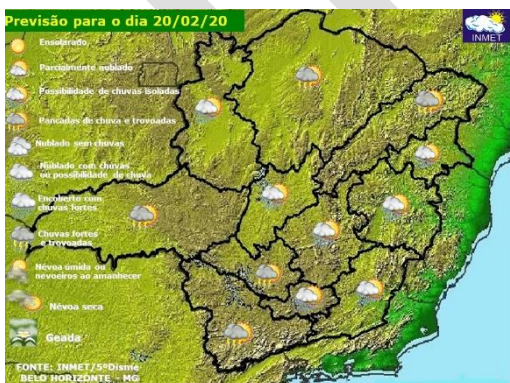 Previsão para o dia 20/02/20
INMET
Ensolarado
Parcialmente nublado
Possibilidade de chuvas isoladas
Pancadas de chuva e trovoadas
Nublado sem chuvas
Nublado com chuvas
ou possibilidade de chuva
Encoberto com
chuvas fortes
Chuvas fortes
e trovoadas
Névoa úmida ou
nevoeiros ao amanhecer
Névoa seca
Geada
FONTE: INMET/5ºDisme
BELO HORIZONTE - MG